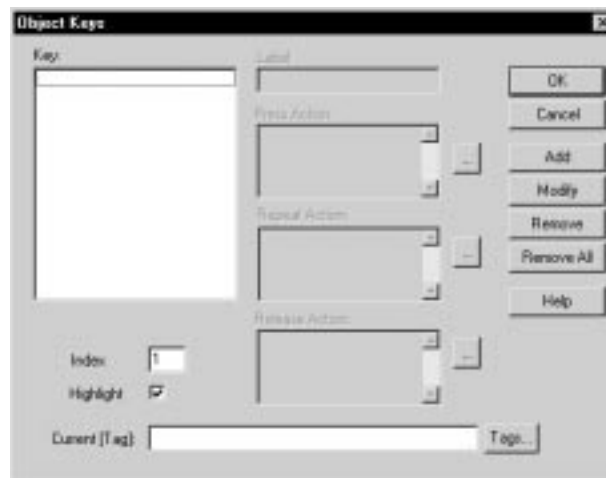 Object Keys
Key:
Label
Press Action
Repeat Action
Release Action:
OK
Cancel
Add
Modify
Remove
Remove All
Help
...
...
...
Index
1
Highlight
Current [Tag]:
Tags...